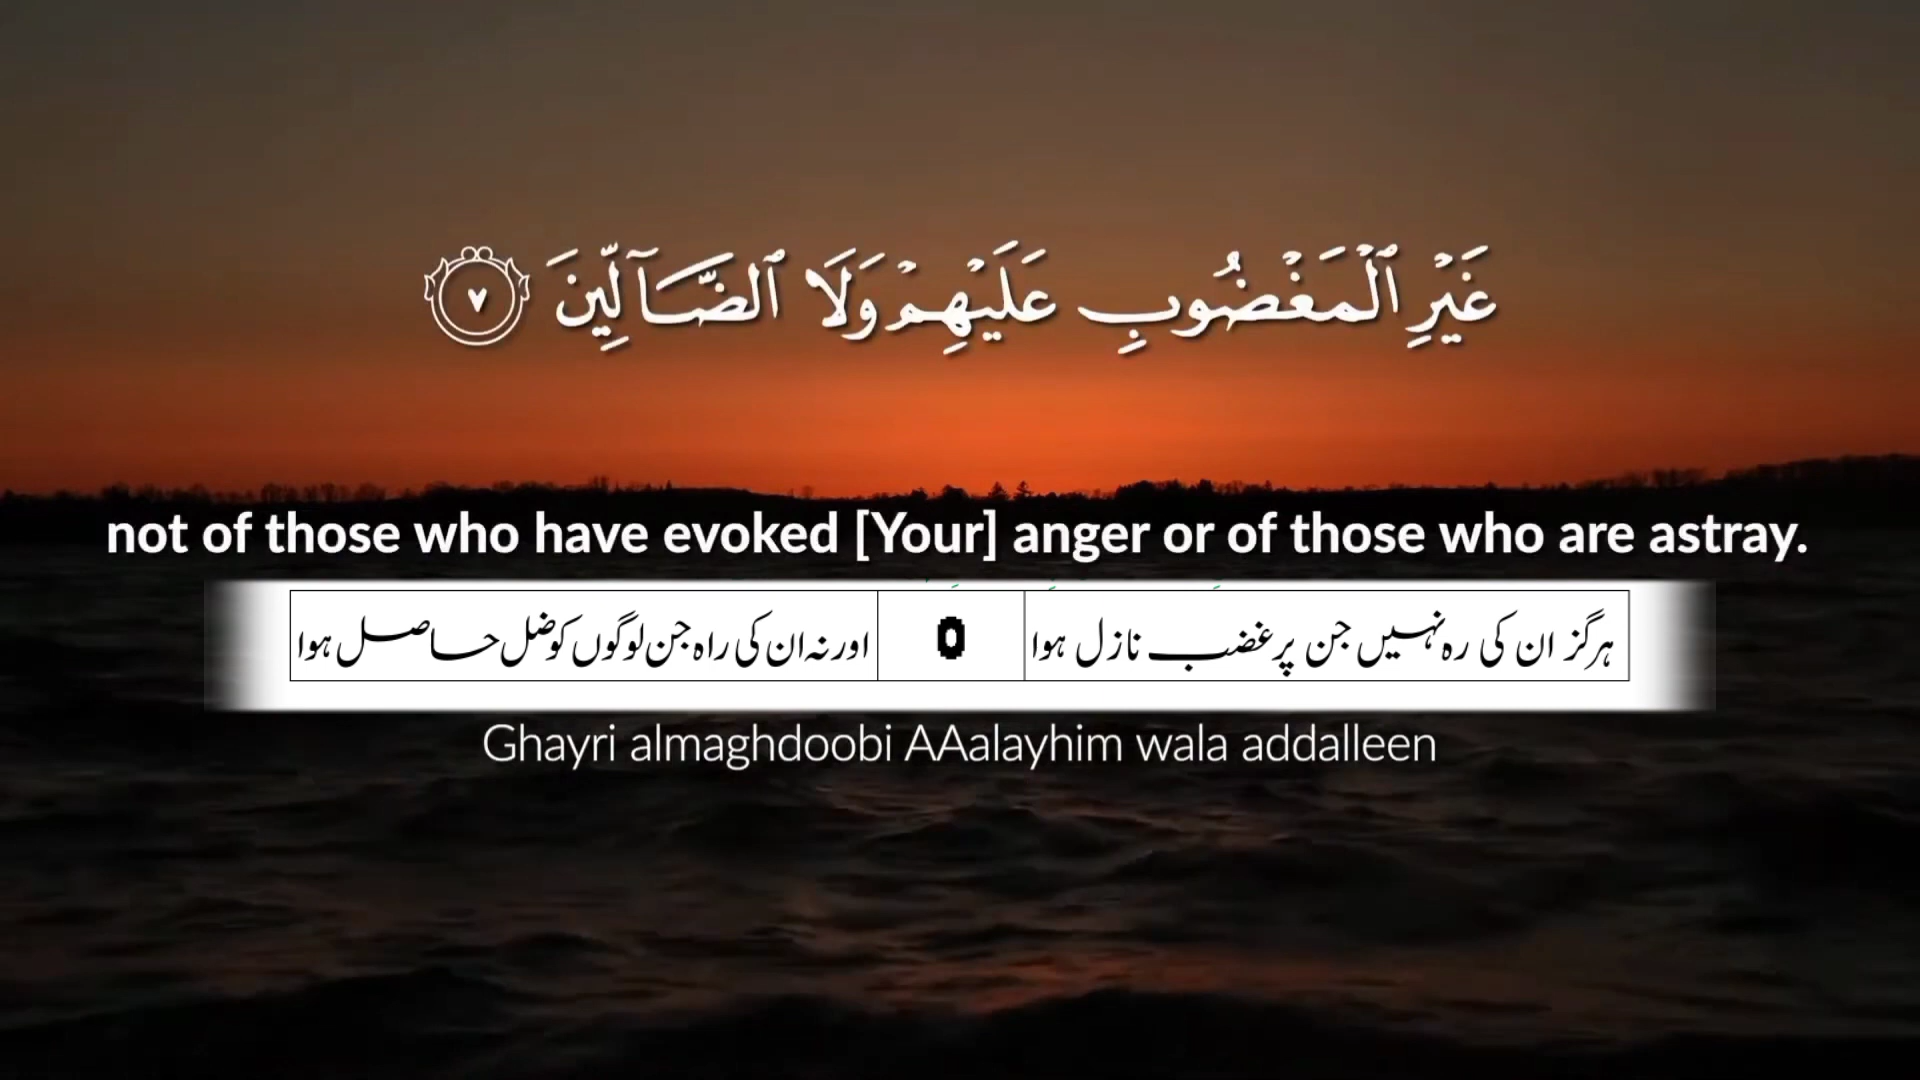 غَيْرِ ٱلْمَغْضُوبِ عَلَيْهِمْ وَلَا ٱلضَّآلِّينَ ٧
not of those who have evoked [Your] anger or of those who are astray.
ہرگز ان کی رہ نہیں جن پر غضب نازل ہوا ۵ اور نہ ان کی راہ جن لوگوں کو ضل حاصل ہوا
Ghayri almaghdoobi AAalayhim wala addalleen